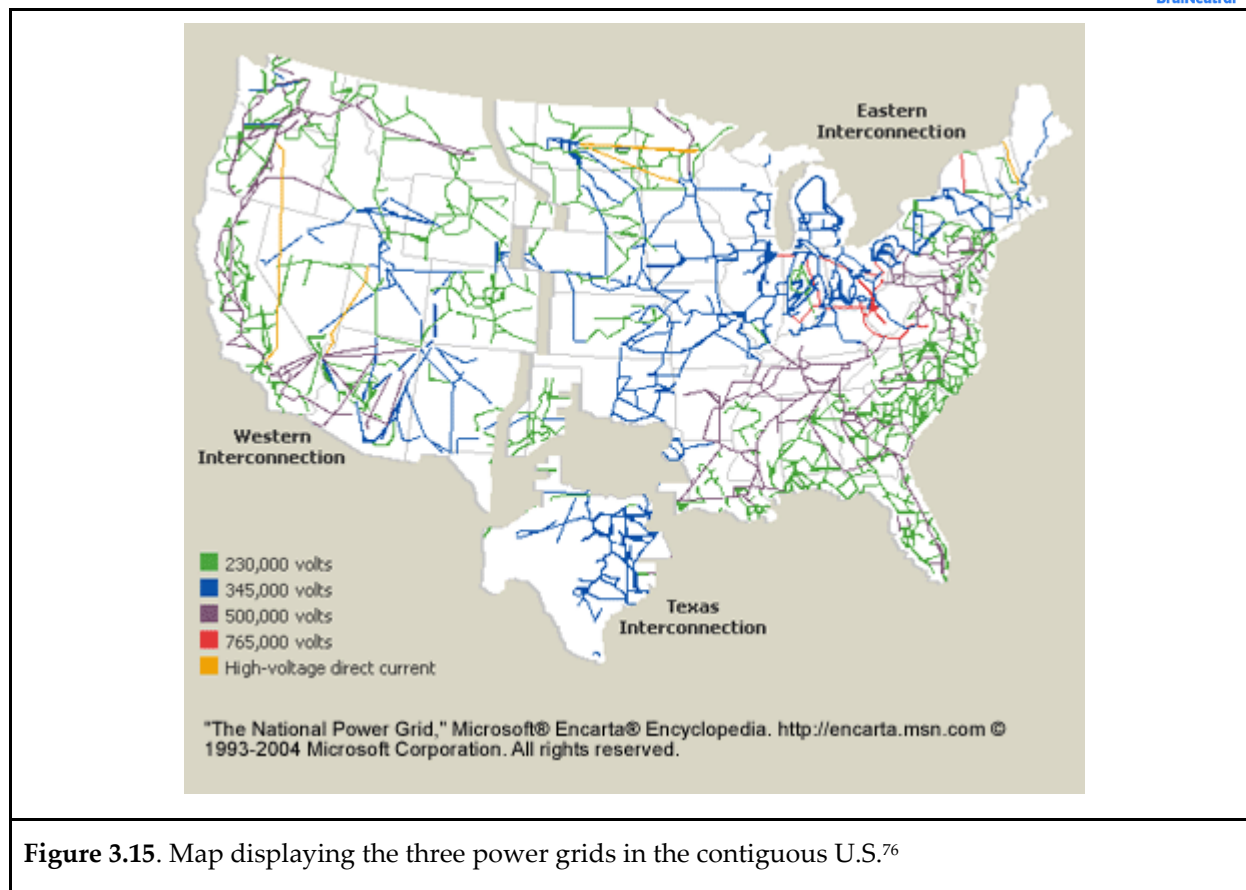 Eastern
Interconnection
Western
Interconnection
230,000 volts
345,000 volts
500,000 volts
765,000 volts
High-voltage direct current
Texas
Interconnection
"The National Power Grid," Microsoft® Encarta® Encyclopedia. http://encarta.msn.com ©
1993-2004 Microsoft Corporation. All rights reserved.
Figure 3.15. Map displaying the three power grids in the contiguous U.S.⁷⁶